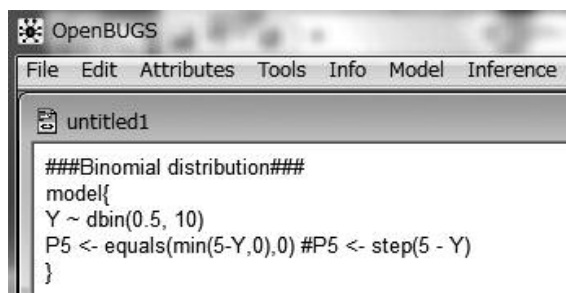 OpenBUGS
File Edit Attributes Tools Info Model Inference
untitled1
###Binomial distribution###
model{
Y ~ dbin(0.5, 10)
P5 <- equals(min(5-Y,0),0) #P5 <- step(5 - Y)
}